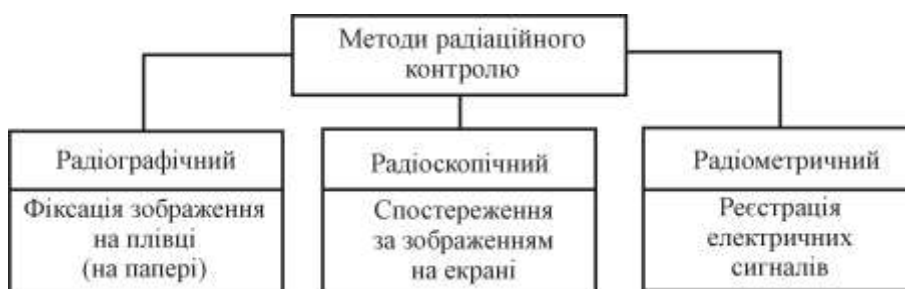 Методи радіаційного
контролю
Радіографічний
Фіксація зображення
на плівці
(на папері)
Радіоскопічний
Спостереження
за зображенням
на екрані
Радіометричний
Реєстрація
електричних
сигналів